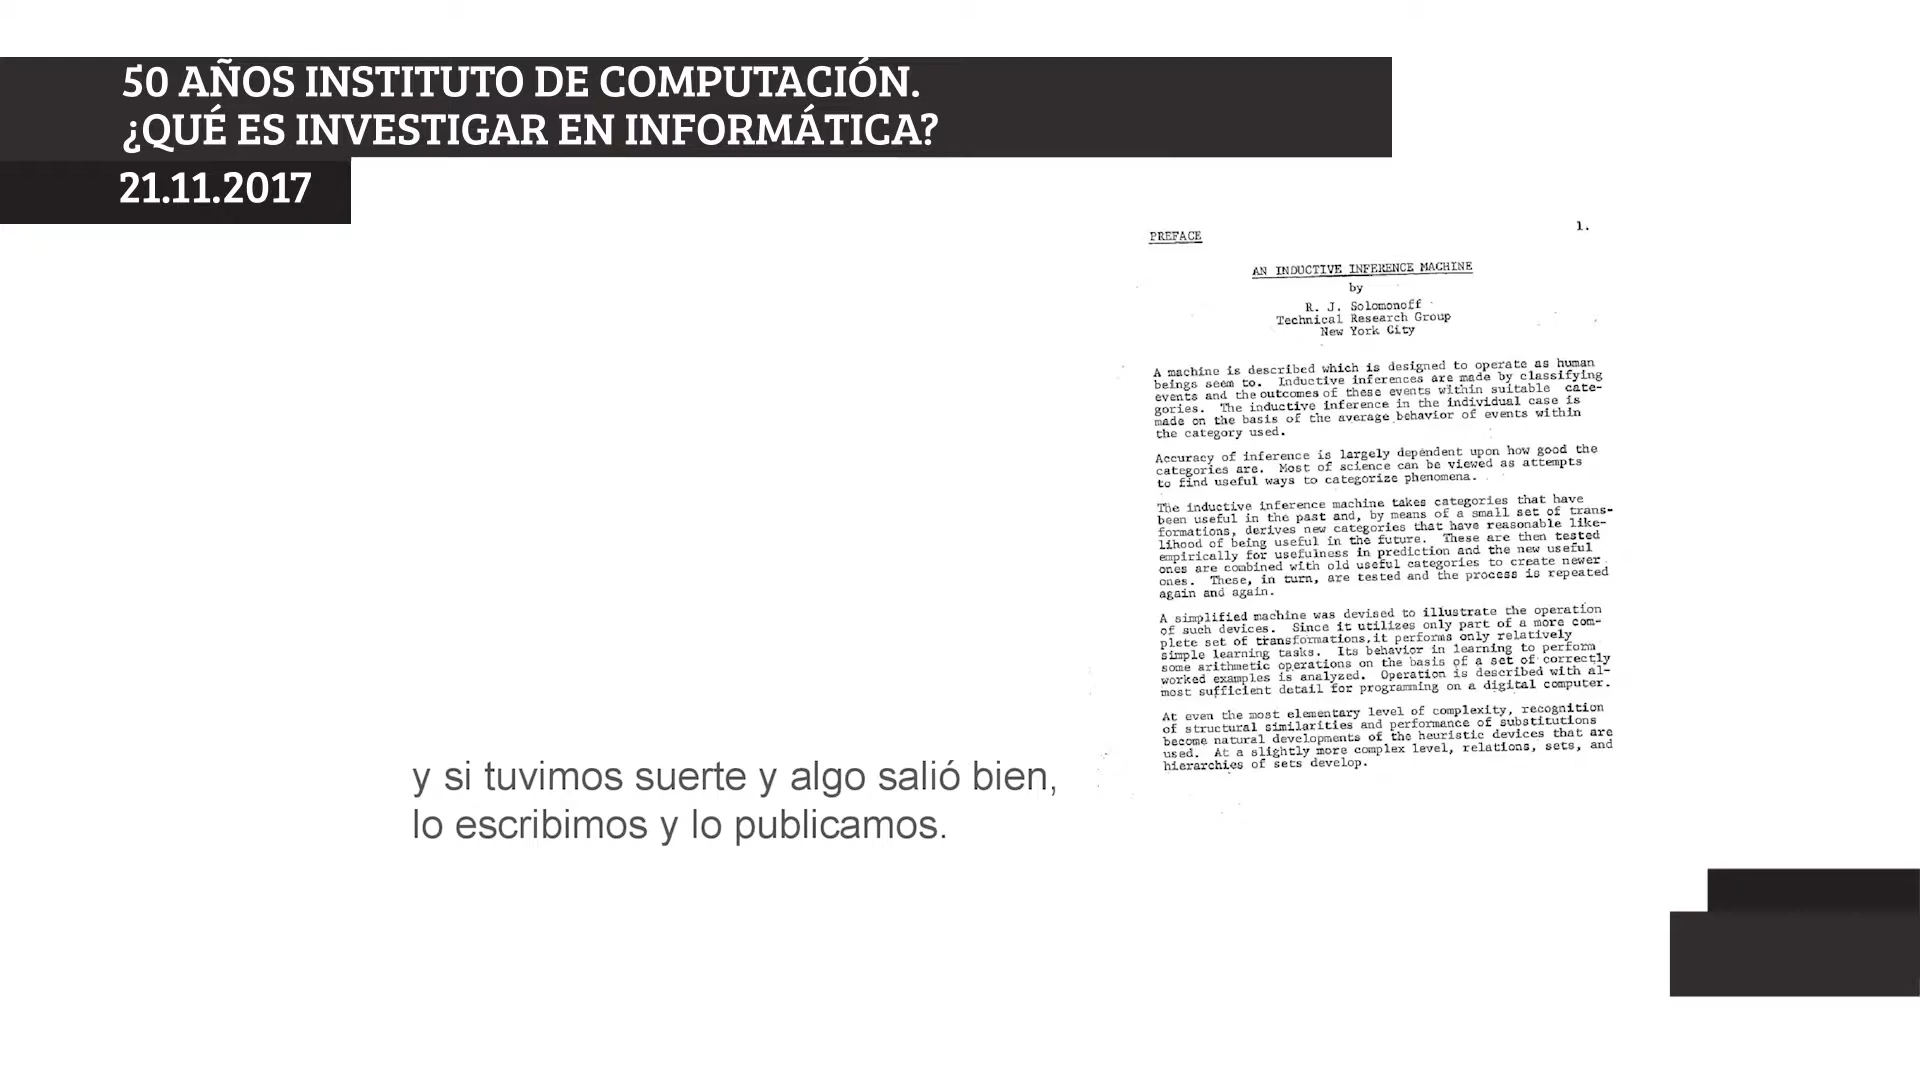 50 AÑOS INSTITUTO DE COMPUTACIÓN.
¿QUÉ ES INVESTIGAR EN INFORMÁTICA?
21.11.2017
y si tuvimos suerte y algo salió bien,
lo escribimos y lo publicamos.
1.
PREFACE
AN INDUCTIVE INFERENCE MACHINE
by
R. J. Solomonoff
Technical Research Group
New York City
A machine is described which is designed to operate as human
beings seem to. Inductive inferences are made by classifying
events and the outcomes of these events within suitable cate-
gories. The inductive inference in the individual case is
made on the basis of the average behavior of events within
the category used.
Accuracy of inference is largely dependent upon how good the
categories are. Most of science can be viewed as attempts
to find useful ways to categorize phenomena.
The inductive inference machine takes categories that have
been useful in the past and, by means of a small set of trans-
formations, derives new categories that have reasonable like-
lihood of being useful in the future. These are then tested
empirically for usefulness in prediction and the new useful
ones are combined with old useful categories to create newer
ones. These, in turn, are tested and the process is repeated
again and again.
A simplified machine was devised to illustrate the operation
of such devices. Since it utilizes only part of a more com-
plete set of transformations, it performs only relatively
simple learning tasks. Its behavior in learning to perform
some arithmetic operations on the basis of a set of correctly
worked examples is analyzed. Operation is described with al-
most sufficient detail for programming on a digital computer.
At even the most elementary level of complexity, recognition
of structural similarities and performance of substitutions
become natural developments of the heuristic devices that are
used. At a slightly more complex level, relations, sets, and
hierarchies of sets develop.